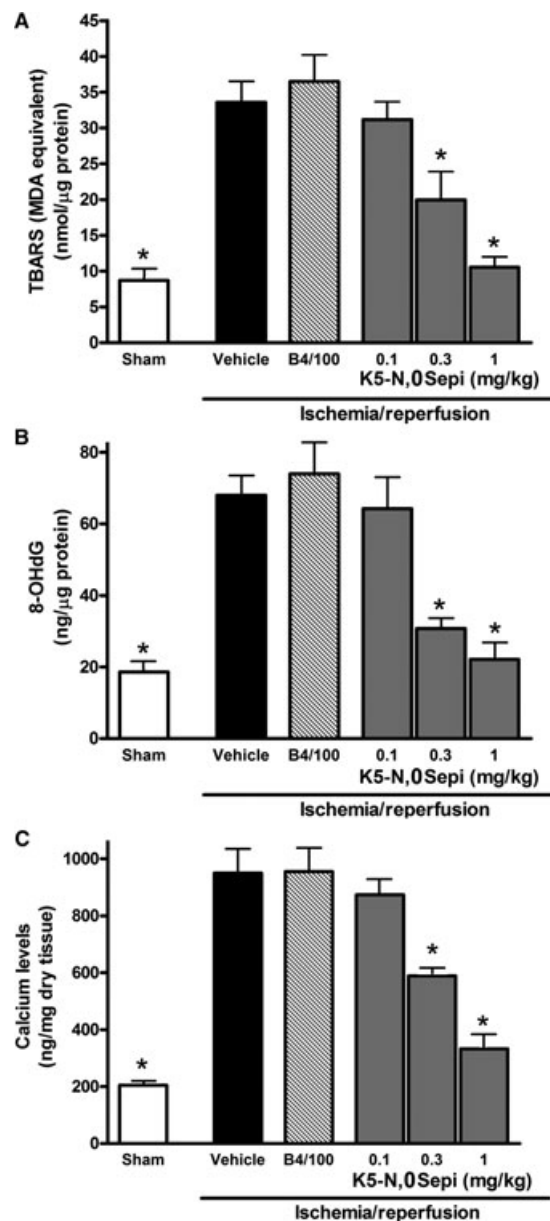 A
TBARS (MDA equivalent)
(nmol/µg protein)
45
40
35
30
25
20
15
10
5
0
*
*
*
Sham
Vehicle
B4/100
0.1
0.3
1
K5-N,0Sepi (mg/kg)
Ischemia/reperfusion
B
8-OHdG
(ng/µg protein)
80
60
40
20
0
*
*
*
Sham
Vehicle
B4/100
0.1
0.3
1
K5-N,0Sepi (mg/kg)
Ischemia/reperfusion
C
Calcium levels
(ng/mg dry tissue)
1000
800
600
400
200
0
*
*
*
Sham
Vehicle
B4/100
0.1
0.3
1
K5-N,0Sepi (mg/kg)
Ischemia/reperfusion